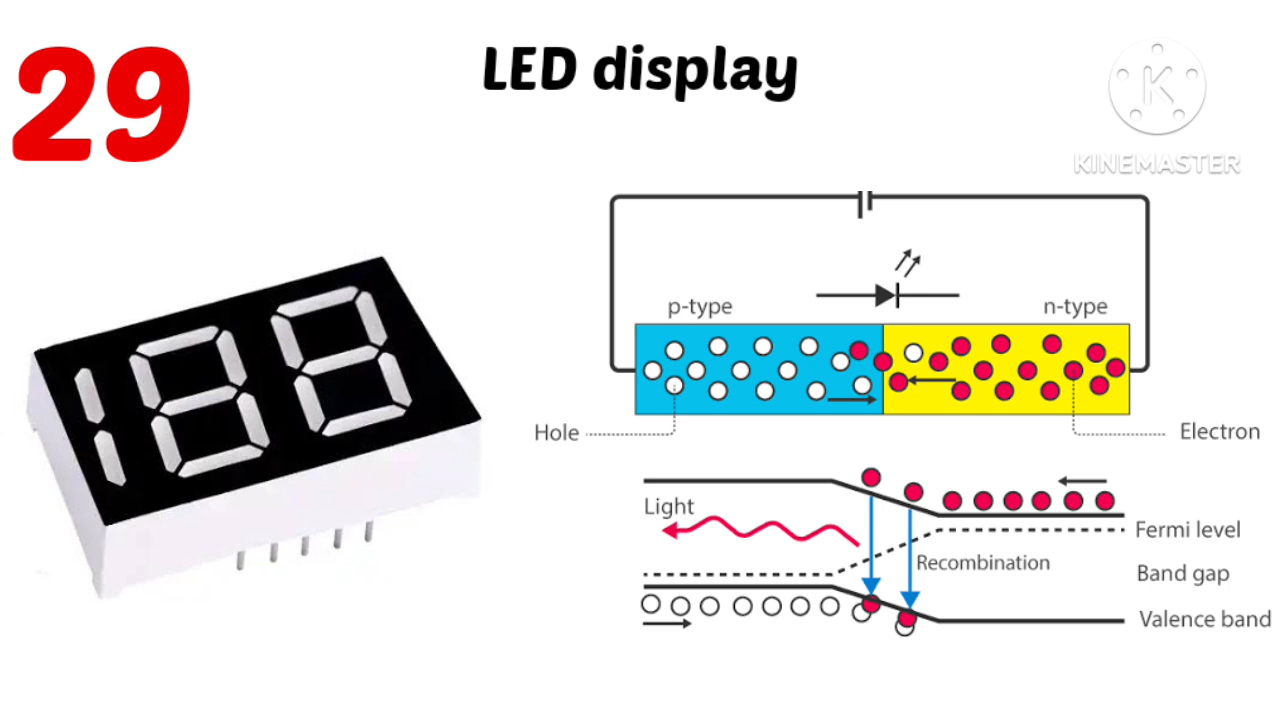 29
LED display
K
KINEMASTER
p-type
n-type
Hole
Electron
Light
Fermi level
Recombination
Band gap
Valence band